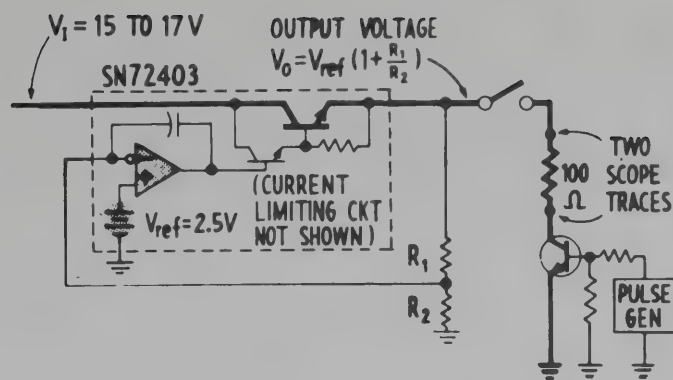 V_I = 15 TO 17 V
OUTPUT VOLTAGE
V_O = V_ref (1 + R_1/R_2)
SN72403
(CURRENT
LIMITING CKT
NOT SHOWN)
V_ref = 2.5V
100
Ω
TWO
SCOPE
TRACES
R_1
R_2
PULSE
GEN